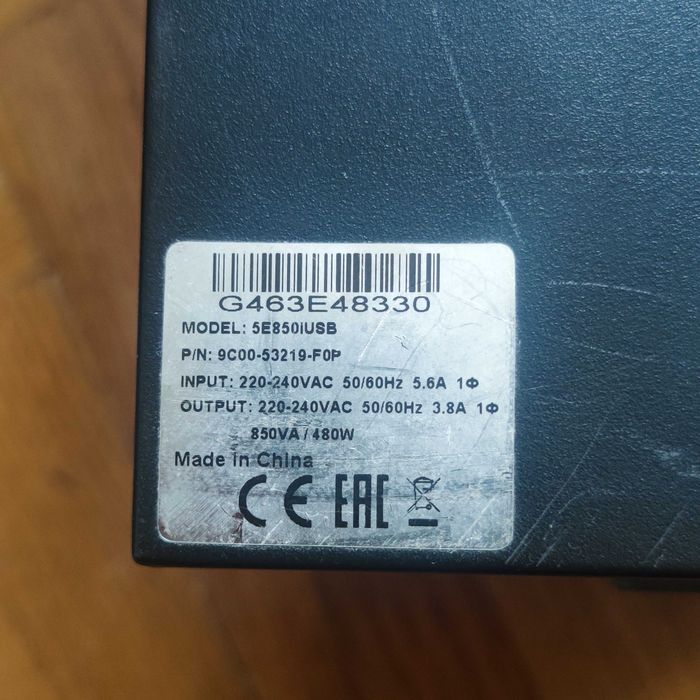 G463E48330
MODEL: 5E850iUSB
P/N: 9C00-53219-F0P
INPUT: 220-240VAC 50/60Hz 5.6A 1Φ
OUTPUT: 220-240VAC 50/60Hz 3.8A 1Φ
850VA / 480W
Made in China
CE EAC